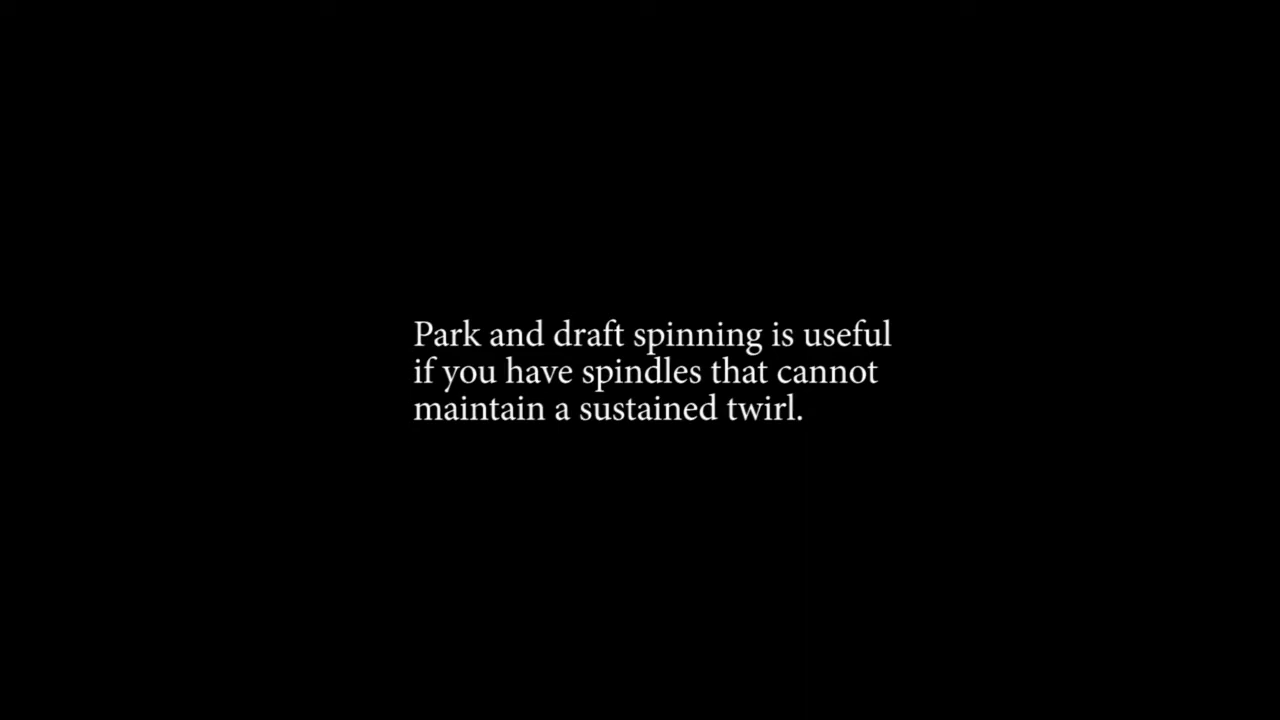 Park and draft spinning is useful
if you have spindles that cannot
maintain a sustained twirl.